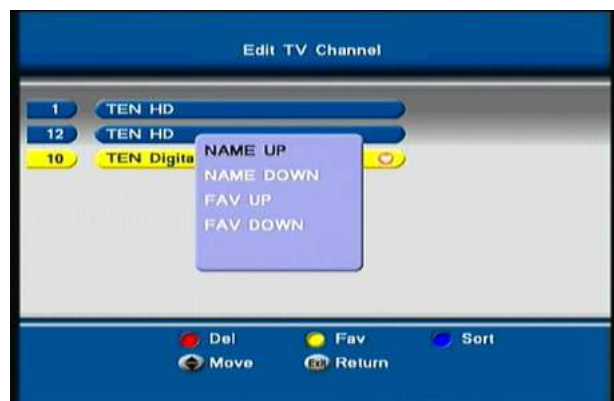 Edit TV Channel
1 TEN HD
12 TEN HD
10 TEN Digita
NAME UP
NAME DOWN
FAV UP
FAV DOWN
Del Fav Sort
Move Exit Return